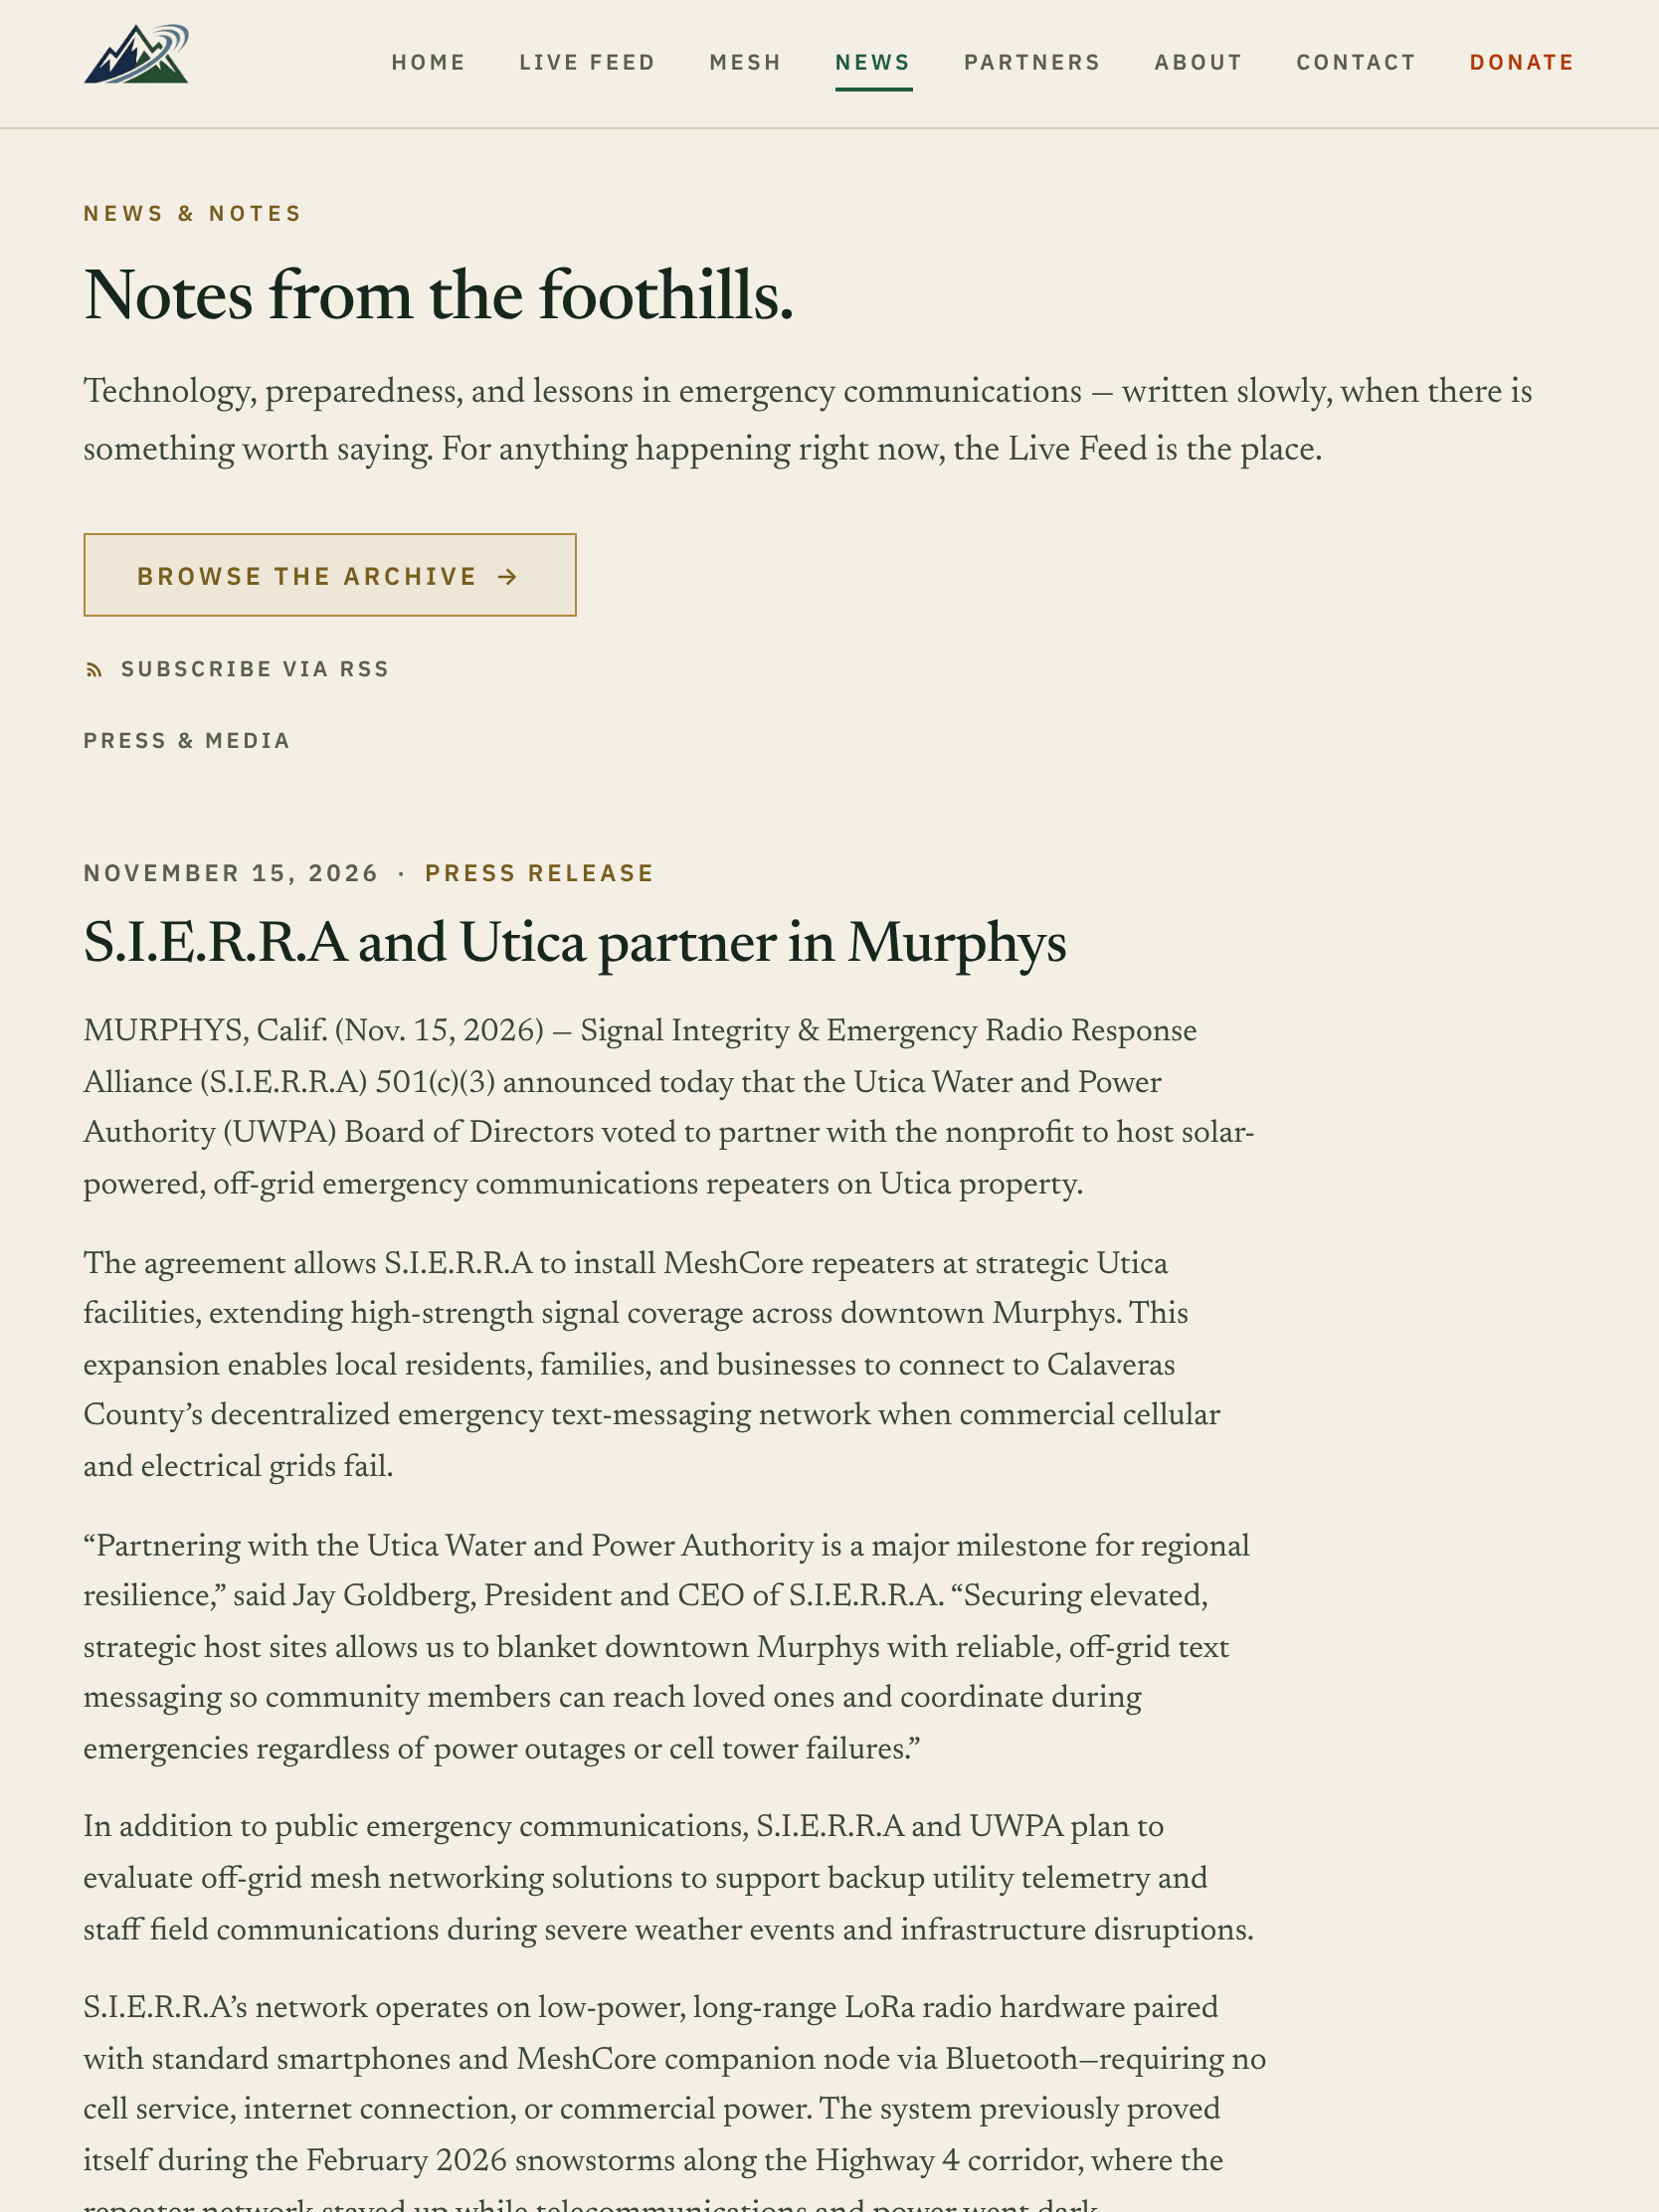 HOME LIVE FEED MESH NEWS PARTNERS ABOUT CONTACT DONATE
NEWS & NOTES
Notes from the foothills.
Technology, preparedness, and lessons in emergency communications — written slowly, when there is
something worth saying. For anything happening right now, the Live Feed is the place.
BROWSE THE ARCHIVE →
SUBSCRIBE VIA RSS
PRESS & MEDIA
NOVEMBER 15, 2026 · PRESS RELEASE
S.I.E.R.R.A and Utica partner in Murphys
MURPHYS, Calif. (Nov. 15, 2026) — Signal Integrity & Emergency Radio Response
Alliance (S.I.E.R.R.A) 501(c)(3) announced today that the Utica Water and Power
Authority (UWPA) Board of Directors voted to partner with the nonprofit to host solar-
powered, off-grid emergency communications repeaters on Utica property.
The agreement allows S.I.E.R.R.A to install MeshCore repeaters at strategic Utica
facilities, extending high-strength signal coverage across downtown Murphys. This
expansion enables local residents, families, and businesses to connect to Calaveras
County’s decentralized emergency text-messaging network when commercial cellular
and electrical grids fail.
“Partnering with the Utica Water and Power Authority is a major milestone for regional
resilience,” said Jay Goldberg, President and CEO of S.I.E.R.R.A. “Securing elevated,
strategic host sites allows us to blanket downtown Murphys with reliable, off-grid text
messaging so community members can reach loved ones and coordinate during
emergencies regardless of power outages or cell tower failures.”
In addition to public emergency communications, S.I.E.R.R.A and UWPA plan to
evaluate off-grid mesh networking solutions to support backup utility telemetry and
staff field communications during severe weather events and infrastructure disruptions.
S.I.E.R.R.A’s network operates on low-power, long-range LoRa radio hardware paired
with standard smartphones and MeshCore companion node via Bluetooth—requiring no
cell service, internet connection, or commercial power. The system previously proved
itself during the February 2026 snowstorms along the Highway 4 corridor, where the
repeater network stayed up while telecommunications and power went dark.